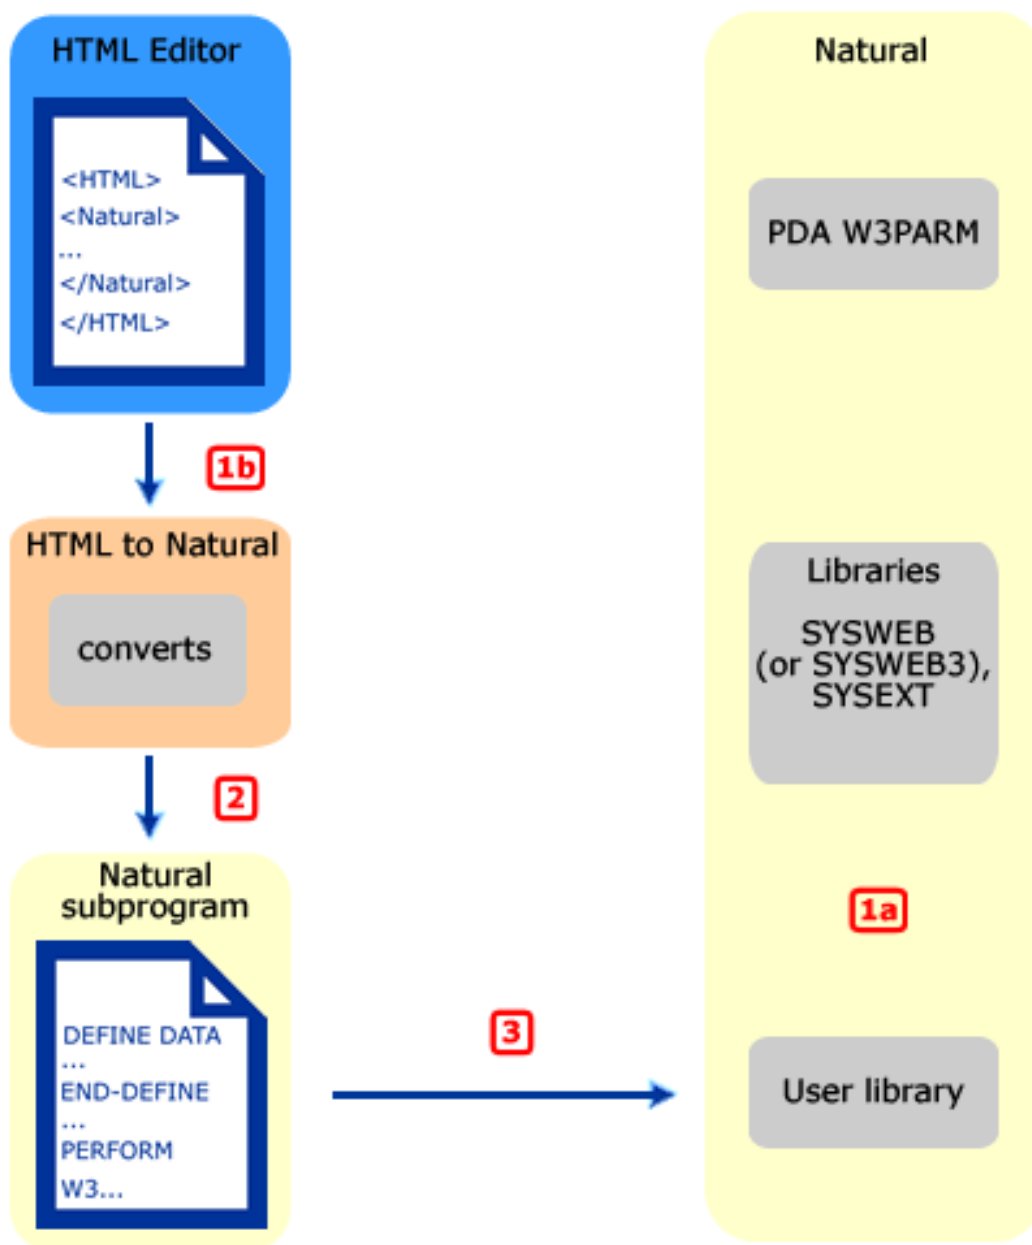 HTML Editor
<HTML>
<Natural>
...
</Natural>
</HTML>
1b
HTML to Natural
converts
2
Natural
subprogram
DEFINE DATA
...
END-DEFINE
...
PERFORM
W3...
3
Natural
PDA W3PARM
Libraries
SYSWEB
(or SYSWEB3),
SYSEXT
1a
User library